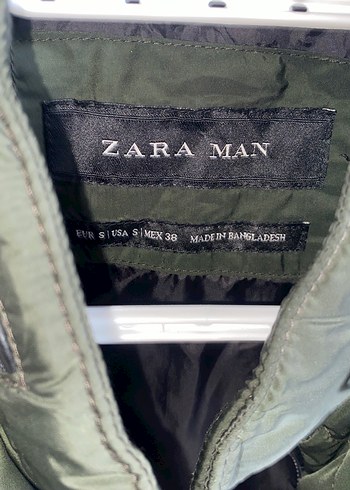 ZARA MAN
EUR S | USA S | MEX 38 MADE IN BANGLADESH